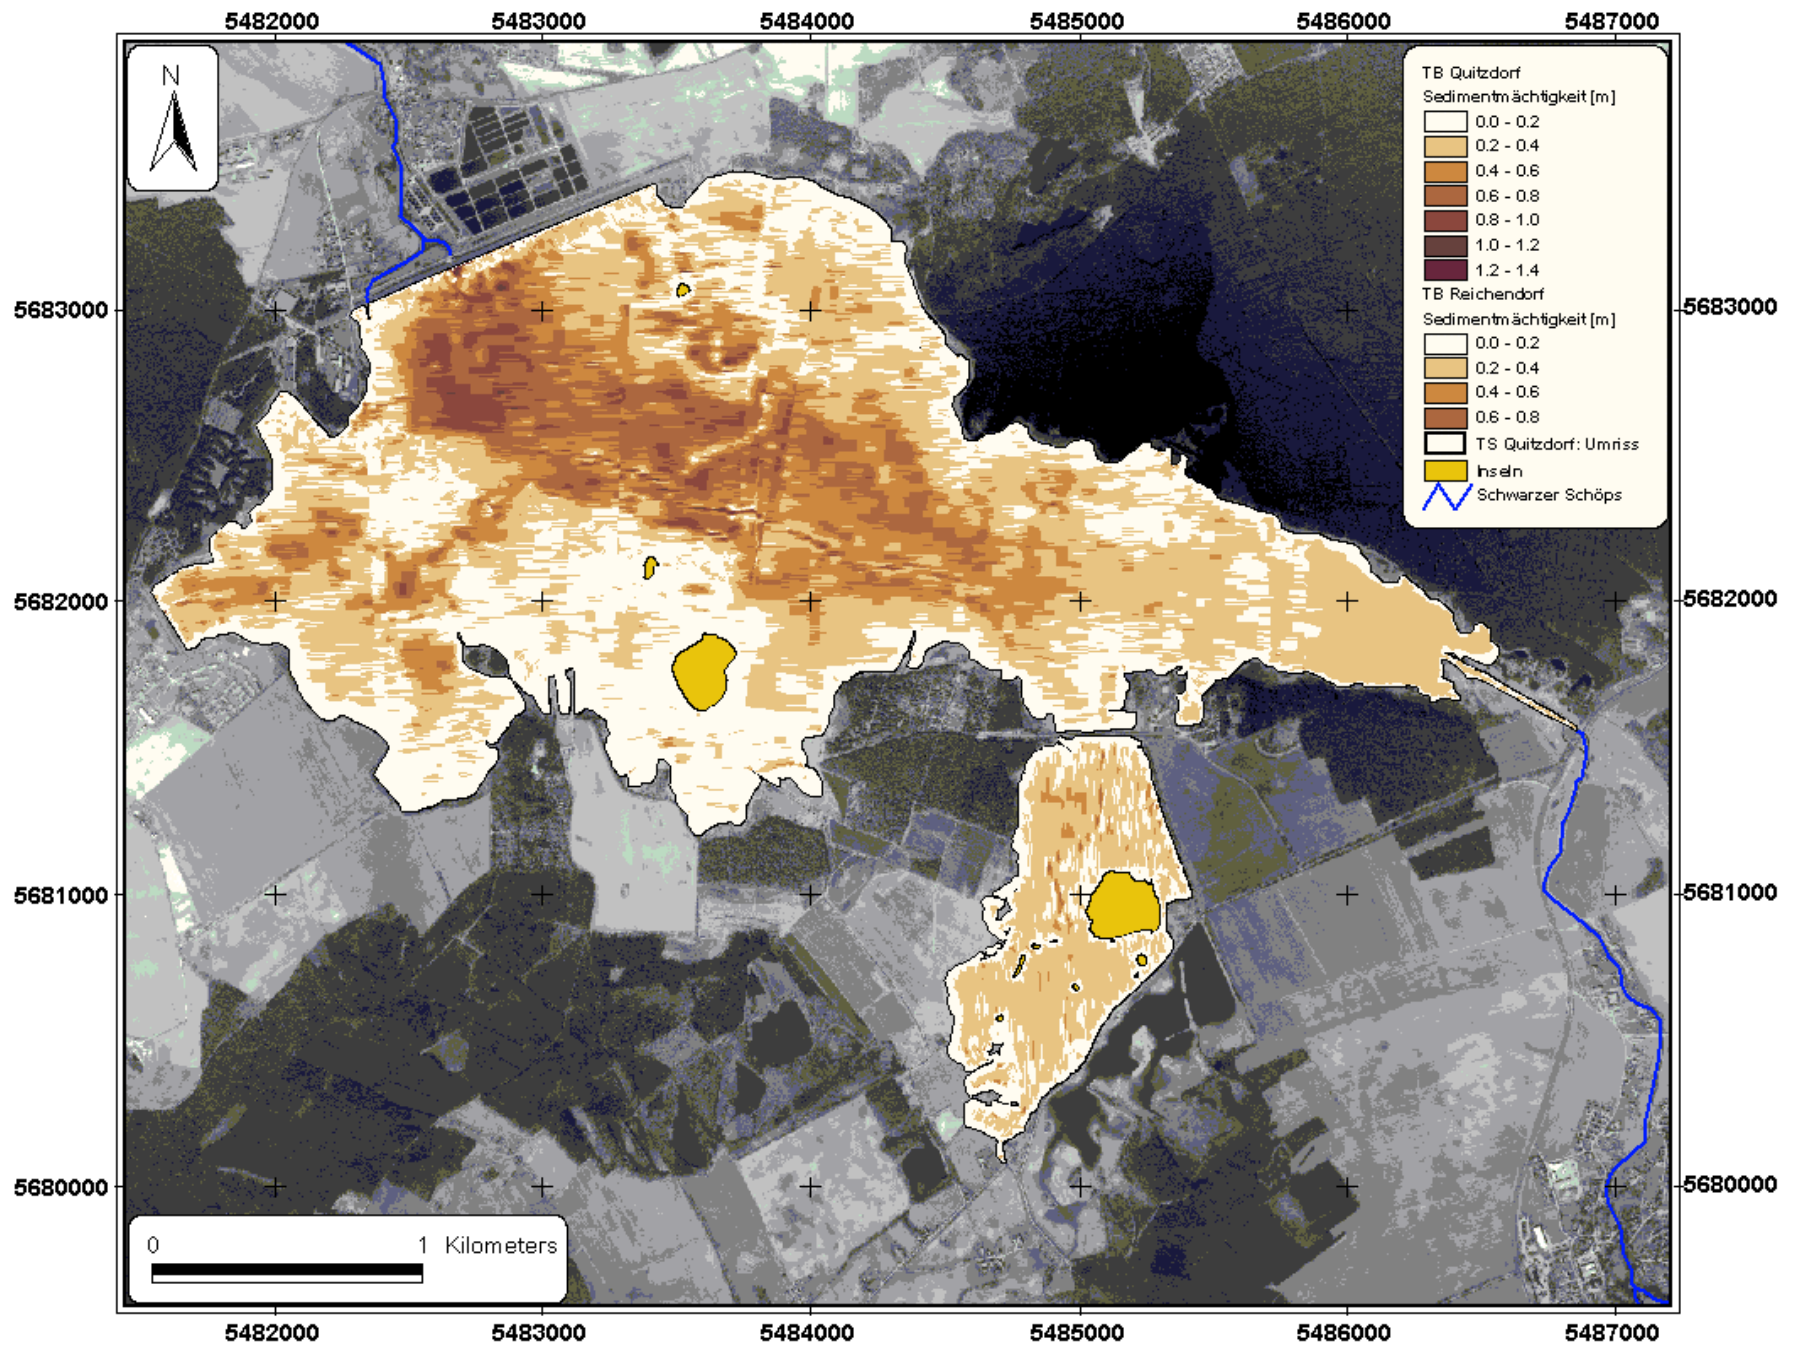 5482000 5483000 5484000 5485000 5486000 5487000
N
TB Quitzdorf
Sedimentmächtigkeit [m]
0.0 - 0.2
0.2 - 0.4
0.4 - 0.6
0.6 - 0.8
0.8 - 1.0
1.0 - 1.2
1.2 - 1.4
TB Reichendorf
Sedimentmächtigkeit [m]
0.0 - 0.2
0.2 - 0.4
0.4 - 0.6
0.6 - 0.8
TS Quitzdorf: Umriss
Inseln
Schwarzer Schöps
5683000 5683000
5682000 5682000
5681000 5681000
5680000 5680000
0 1 Kilometers
5482000 5483000 5484000 5485000 5486000 5487000